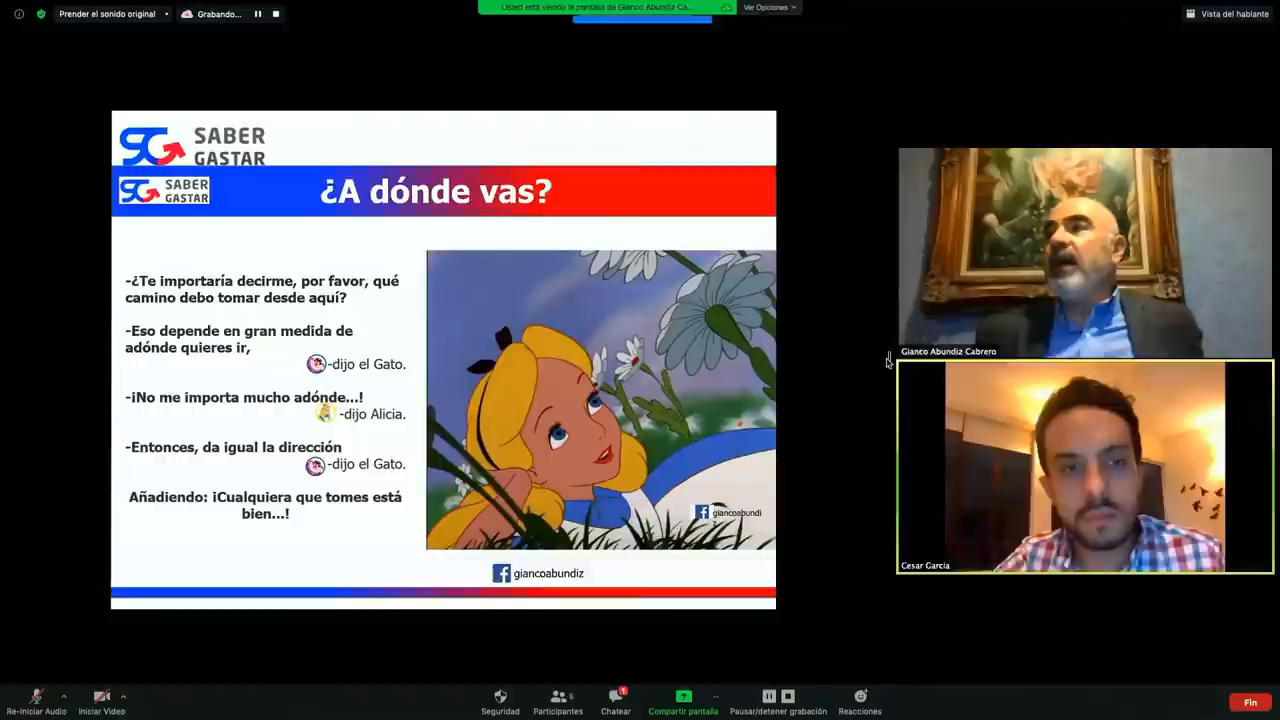 Prender el sonido original
Grabando...
Usted está viendo la pantalla de Gianco Abundiz Ca...
Ver Opciones
Vista del hablante
SG SABER
GASTAR
SG SABER
GASTAR
¿A dónde vas?
-¿Te importaría decirme, por favor, qué
camino debo tomar desde aquí?
-Eso depende en gran medida de
adónde quieres ir,
-dijo el Gato.
-¡No me importa mucho adónde...!
-dijo Alicia.
-Entonces, da igual la dirección
-dijo el Gato.
Añadiendo: ¡Cualquiera que tomes está
bien...!
giancoabundi
z
giancoabundiz
Gianco Abundiz Cabrero
Cesar García
Re-Iniciar Audio
Iniciar Video
Seguridad
Participantes
Chatear
1
Compartir pantalla
Pausar/detener grabación
Reacciones
Fin